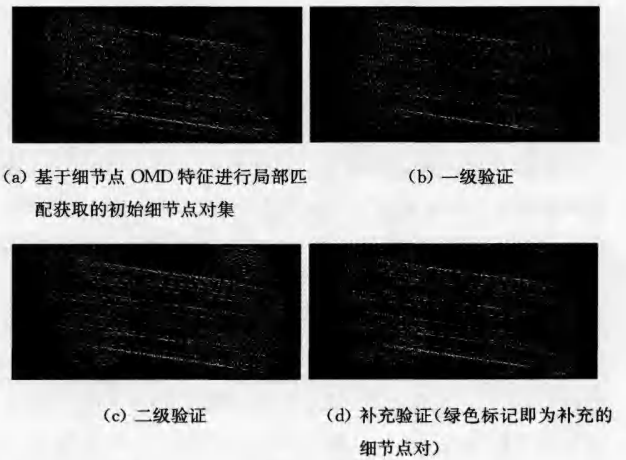 (a) 基于细节点 OMD 特征进行局部匹
配获取的初始细节点对集
(b) 一级验证
(c) 二级验证
(d) 补充验证(绿色标记即为补充的
细节点对)